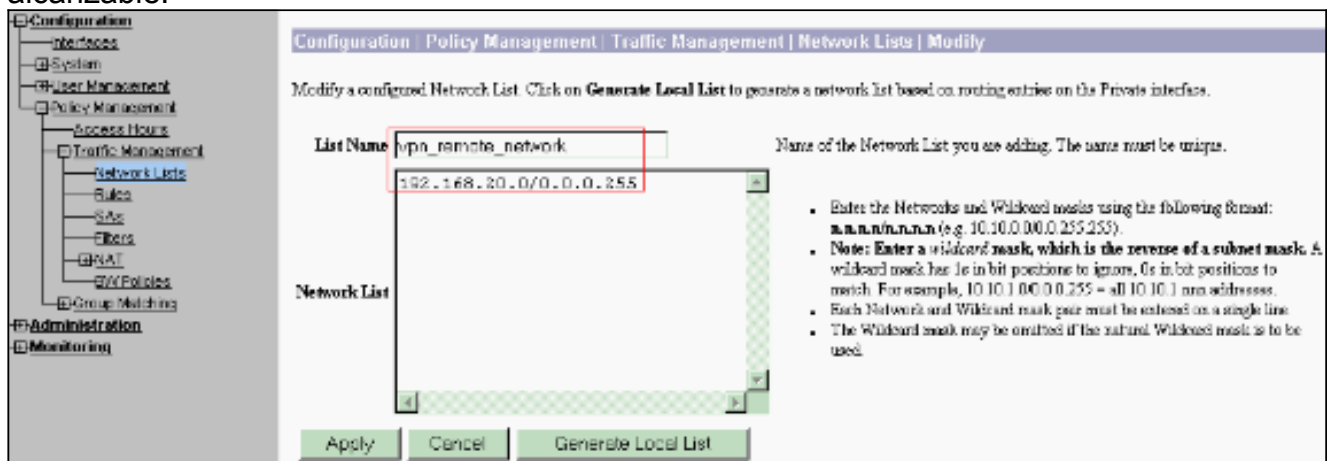 alcanzable.
Configuration
Interfaces
System
User Management
Policy Management
Access Hours
Traffic Management
Network Lists
Rules
SAs
Filters
NAT
BW Policies
Group Matching
Administration
Monitoring
Configuration | Policy Management | Traffic Management | Network Lists | Modify
Modify a configured Network List. Click on Generate Local List to generate a network list based on routing entries on the Private interface.
List Name vpn_remote_network Name of the Network List you are adding. The name must be unique.
192.168.20.0/0.0.0.255
Network List
• Enter the Networks and Wildcard masks using the following format:
n.n.n.n/n.n.n.n (e.g. 10.10.0.0/0.0.255.255).
• Note: Enter a wildcard mask, which is the reverse of a subnet mask. A
wildcard mask has 1s in bit positions to ignore, 0s in bit positions to
match. For example, 10.10.1.0/0.0.0.255 = all 10.10.1.nnn addresses.
• Each Network and Wildcard mask pair must be entered on a single line
• The Wildcard mask may be omitted if the natural Wildcard mask is to be
used.
Apply Cancel Generate Local List